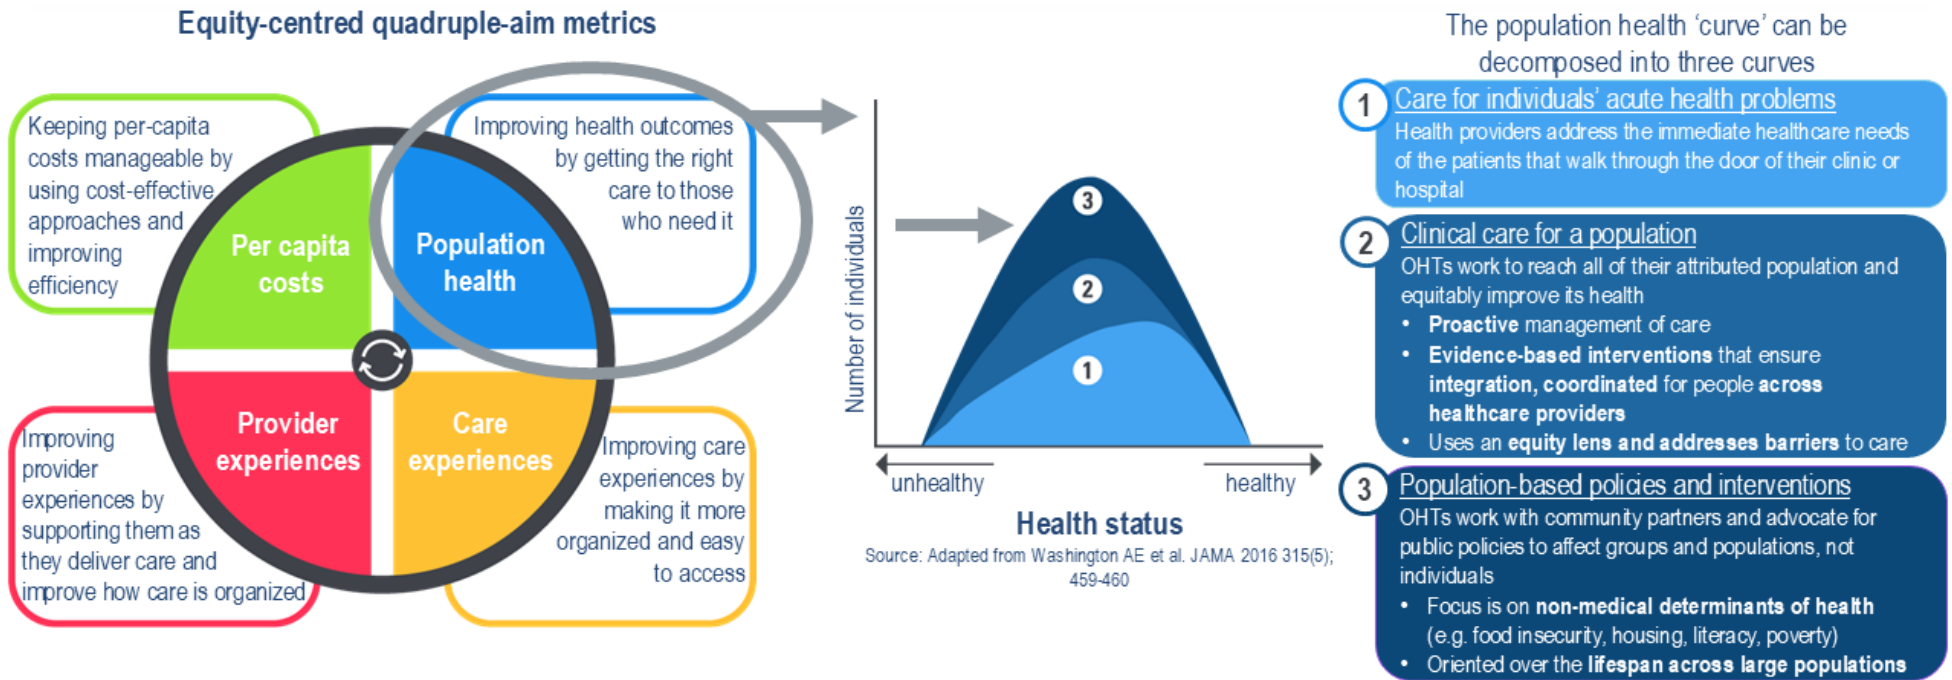 Equity-centred quadruple-aim metrics
Keeping per-capita
costs manageable by
using cost-effective
approaches and
improving
efficiency
Improving health outcomes
by getting the right
care to those
who need it
Per capita
costs
Population
health
Provider
experiences
Care
experiences
Improving
provider
experiences by
supporting them as
they deliver care and
improve how care is organized
Improving care
experiences by
making it more
organized and easy
to access
Number of individuals
3
2
1
unhealthy
healthy
Health status
Source: Adapted from Washington AE et al. JAMA 2016 315(5);
459-460
The population health ‘curve’ can be
decomposed into three curves
1
Care for individuals’ acute health problems
Health providers address the immediate healthcare needs
of the patients that walk through the door of their clinic or
hospital
2
Clinical care for a population
OHTs work to reach all of their attributed population and
equitably improve its health
• Proactive management of care
• Evidence-based interventions that ensure
integration, coordinated for people across
healthcare providers
• Uses an equity lens and addresses barriers to care
3
Population-based policies and interventions
OHTs work with community partners and advocate for
public policies to affect groups and populations, not
individuals
• Focus is on non-medical determinants of health
(e.g. food insecurity, housing, literacy, poverty)
• Oriented over the lifespan across large populations